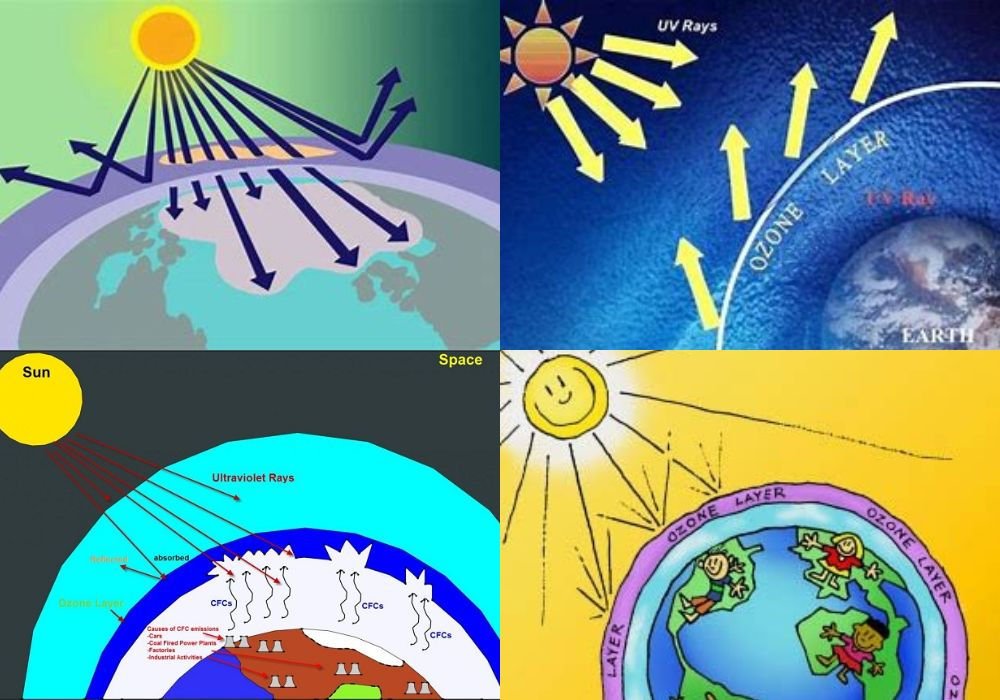 UV Rays
OZONE LAYER
UV Ray
EARTH
Space
Sun
Ultraviolet Rays
Reflected
absorbed
Ozone Layer
CFCs
CFCs
CFCs
Causes of CFC emissions
-Cars
-Coal Fired Power Plants
-Factories
-Industrial Activities
OZONE LAYER
OZONE LAYER
LAYER
O